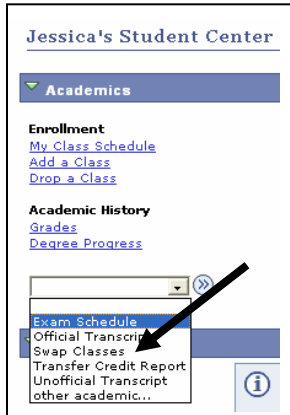 Jessica's Student Center
Academics
Enrollment
My Class Schedule
Add a Class
Drop a Class
Academic History
Grades
Degree Progress
Exam Schedule
Official Transcript
Swap Classes
Transfer Credit Report
Unofficial Transcript
other academic...